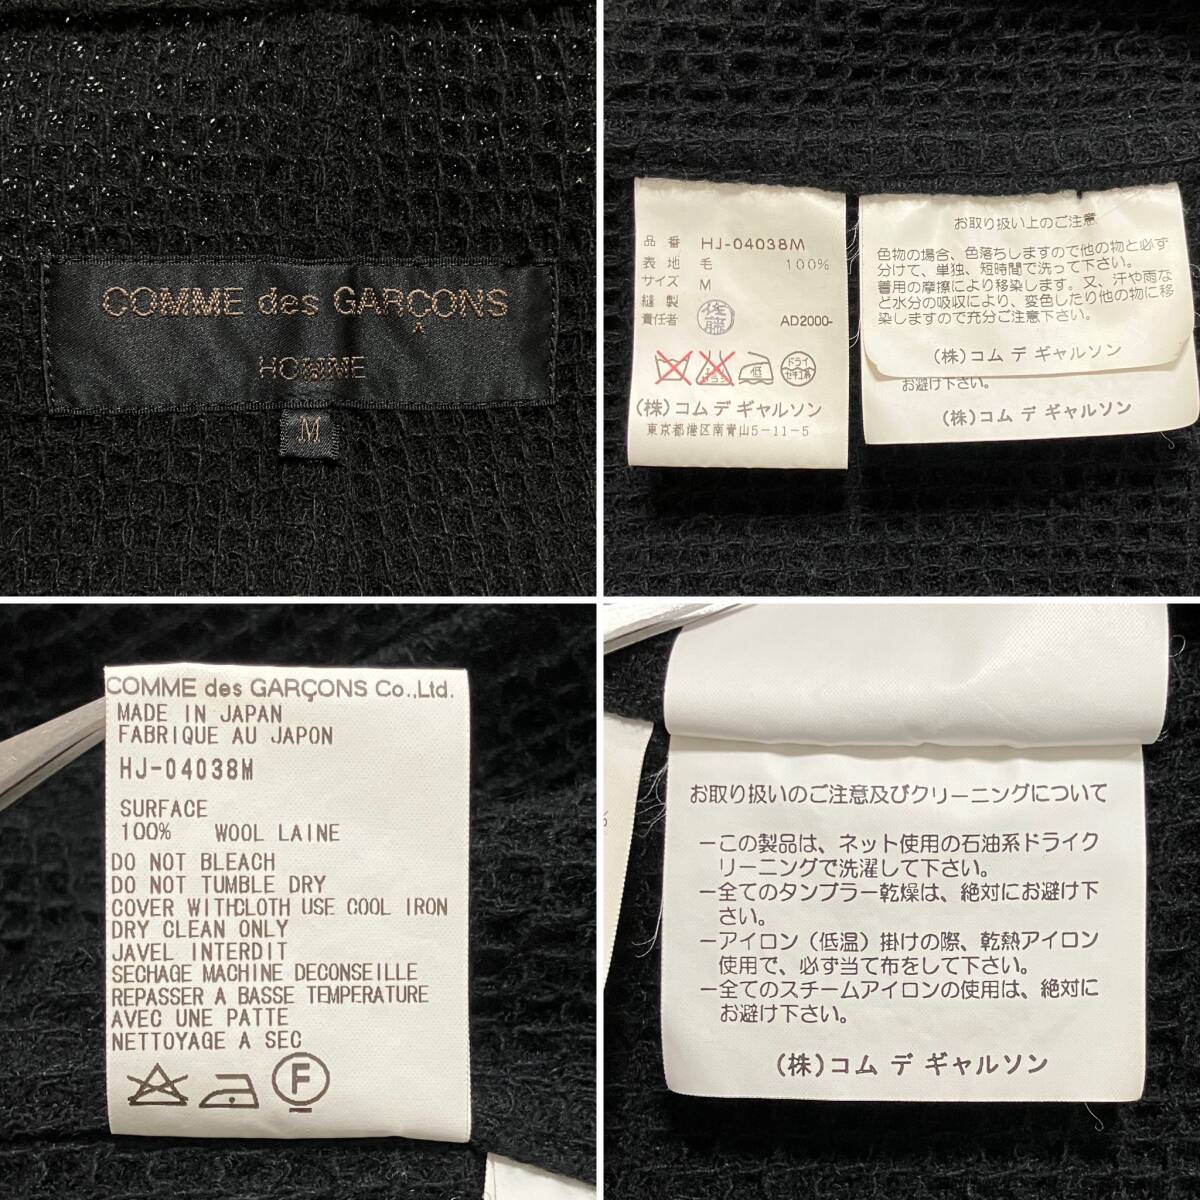 COMME des GARÇONS
HOMME
M
品番 HJ-04038M
表地 毛 100%
サイズ M
縫製
責任者 佐藤 AD2000-
低
ドライ
セキユ系
(株)コム デ ギャルソン
東京都港区南青山5-11-5
お取り扱い上のご注意
色物の場合、色落ちしますので他の物と必ず
分けて、単独、短時間で洗って下さい。
着用の摩擦により移染します。又、汗や雨な
ど水分の吸収により、変色したり他の物に移
染しますので充分ご注意下さい。
(株)コム デ ギャルソン
お避け下さい。
(株)コム デ ギャルソン
COMME des GARÇONS Co.,Ltd.
MADE IN JAPAN
FABRIQUE AU JAPON
HJ-04038M
SURFACE
100% WOOL LAINE
DO NOT BLEACH
DO NOT TUMBLE DRY
COVER WITHCLOTH USE COOL IRON
DRY CLEAN ONLY
JAVEL INTERDIT
SECHAGE MACHINE DECONSEILLE
REPASSER A BASSE TEMPERATURE
AVEC UNE PATTE
NETTOYAGE A SEC
F
%
お取り扱いのご注意及びクリーニングについて
ーこの製品は、ネット使用の石油系ドライク
リーニングで洗濯して下さい。
ー全てのタンブラー乾燥は、絶対にお避け下
さい。
ーアイロン(低温)掛けの際、乾熱アイロン
使用で、必ず当て布をして下さい。
ー全てのスチームアイロンの使用は、絶対に
お避け下さい。
(株)コム デ ギャルソン